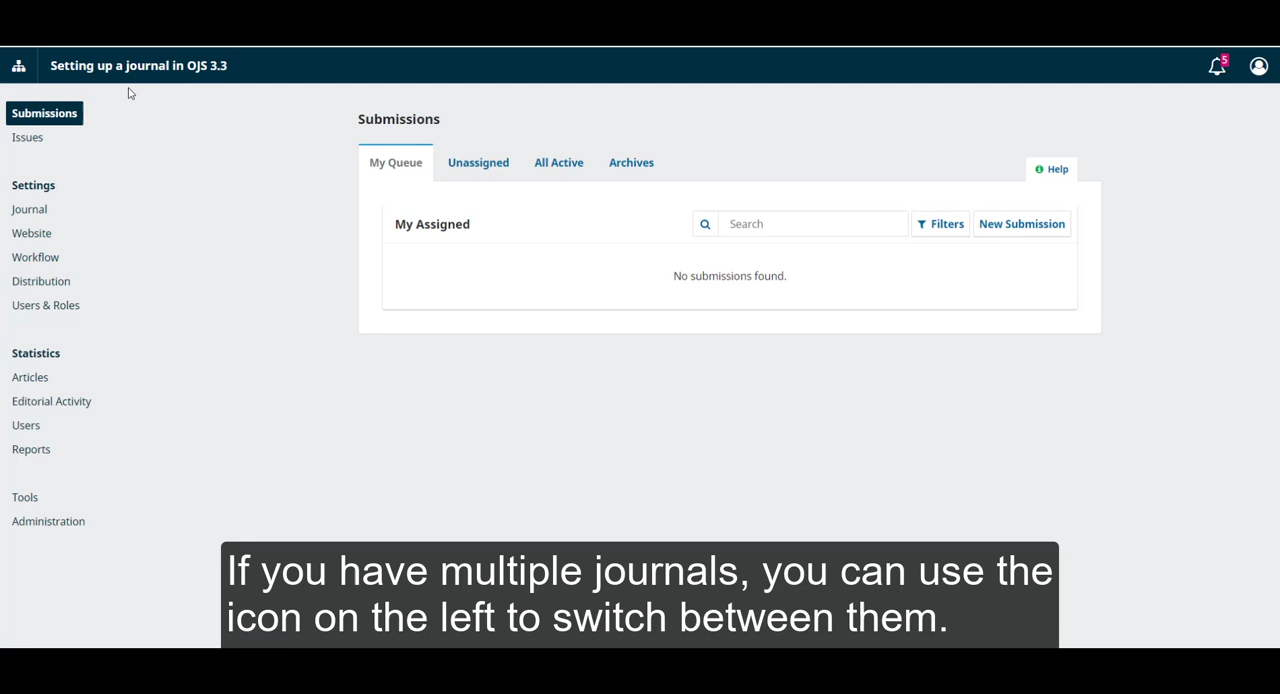 Setting up a journal in OJS 3.3
5
Submissions
Issues
Settings
Journal
Website
Workflow
Distribution
Users & Roles
Statistics
Articles
Editorial Activity
Users
Reports
Tools
Administration
Submissions
My Queue Unassigned All Active Archives
Help
My Assigned Search Filters New Submission
No submissions found.
If you have multiple journals, you can use the
icon on the left to switch between them.